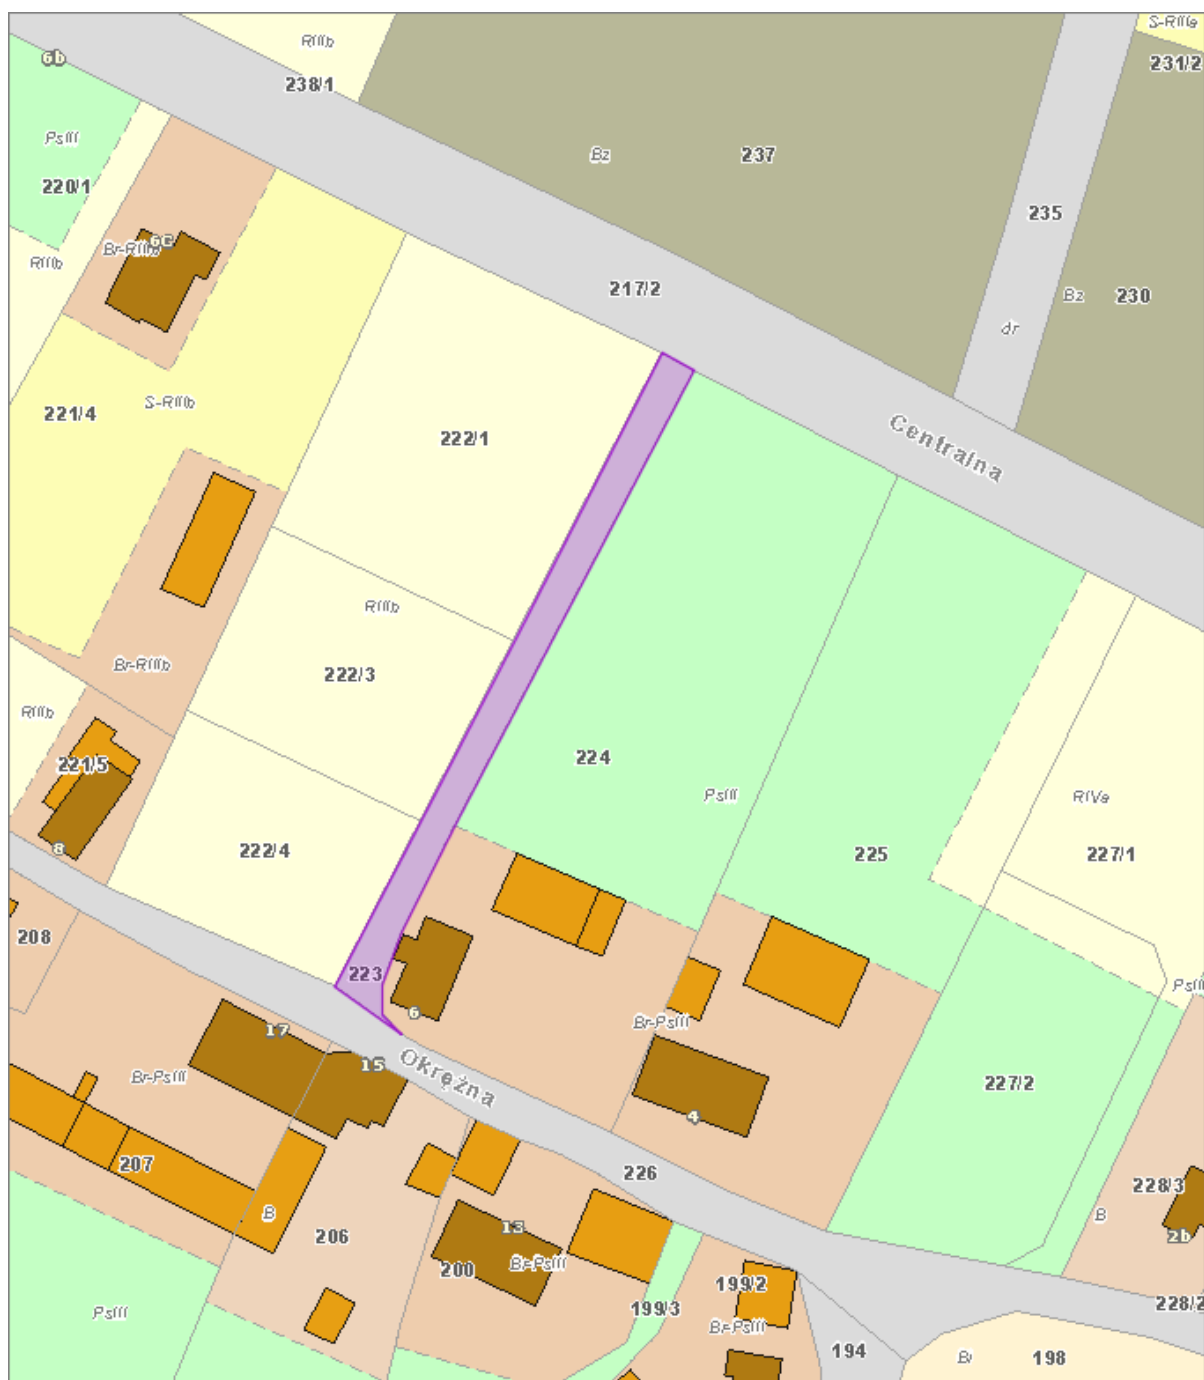 S-RIIIa
RIIIb
6b
231/2
238/1
PsIII
Bz
237
220/1
235
6C
Br-RIIIb
RIIIb
217/2
Bz
230
dr
S-RIIIb
221/4
222/1
Centralna
RIIIb
Br-RIIIb
222/3
RIIIb
224
221/5
PsIII
RIVa
8
222/4
225
227/1
208
223
PsIII
6
Br-PsIII
17
15
Okrężna
Br-PsIII
227/2
4
207
226
228/3
B
B
206
13
2b
200
Br-PsIII
199/2
PsIII
199/3
228/2
Br-PsIII
194
Bi
198